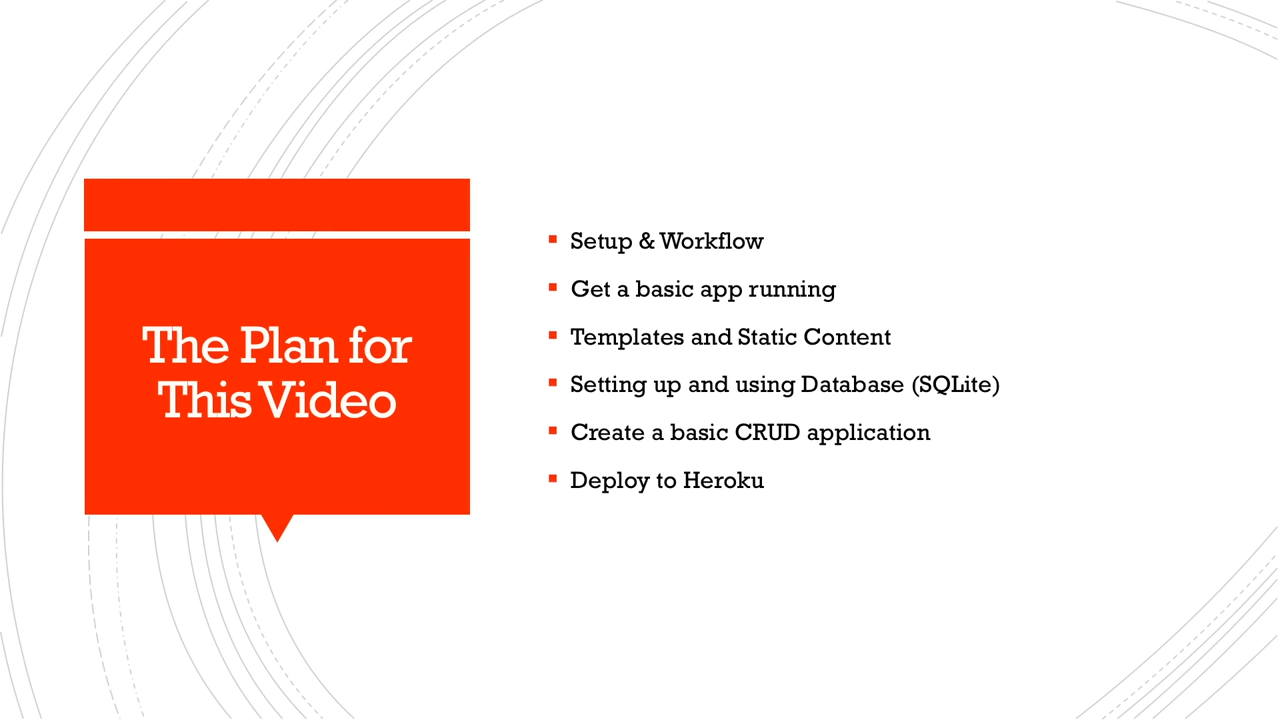 The Plan for
This Video
Setup & Workflow
Get a basic app running
Templates and Static Content
Setting up and using Database (SQLite)
Create a basic CRUD application
Deploy to Heroku